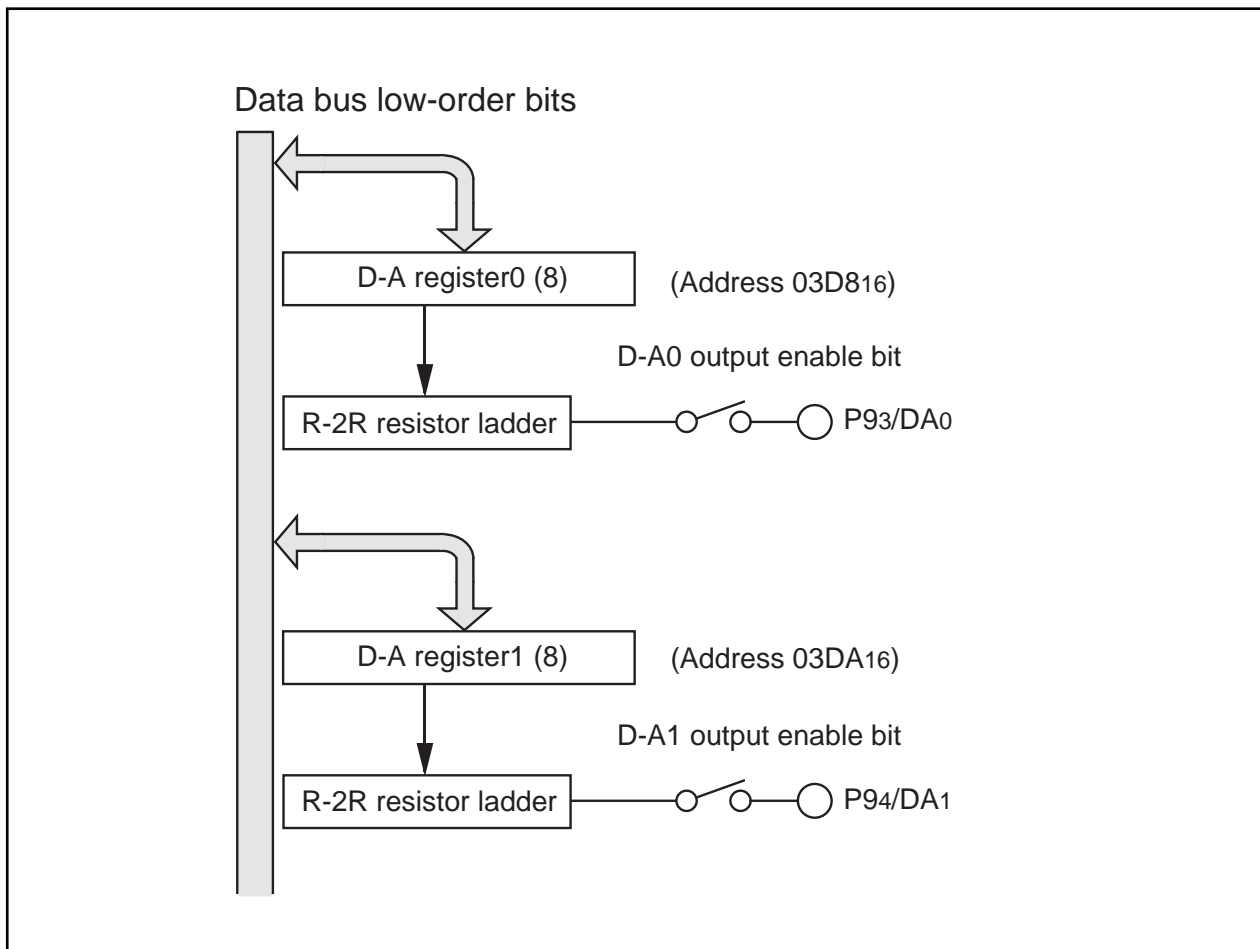 Data bus low-order bits
D-A register0 (8)
(Address 03D816)
D-A0 output enable bit
R-2R resistor ladder
P93/DA0
D-A register1 (8)
(Address 03DA16)
D-A1 output enable bit
R-2R resistor ladder
P94/DA1